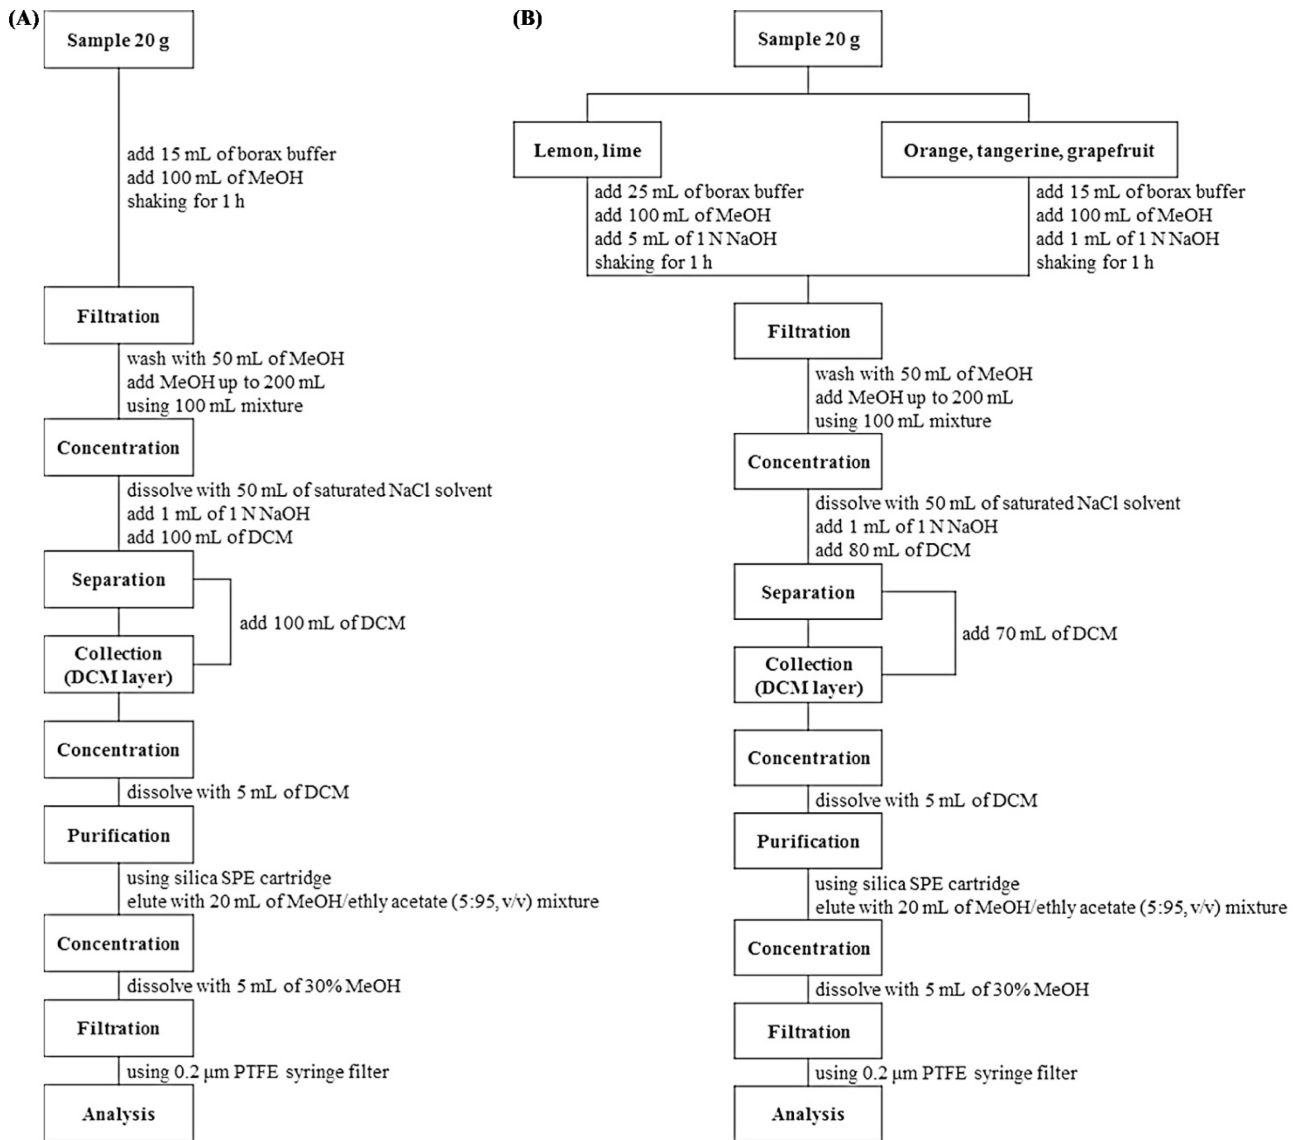 (A)
Sample 20 g
add 15 mL of borax buffer
add 100 mL of MeOH
shaking for 1 h
Filtration
wash with 50 mL of MeOH
add MeOH up to 200 mL
using 100 mL mixture
Concentration
dissolve with 50 mL of saturated NaCl solvent
add 1 mL of 1 N NaOH
add 100 mL of DCM
Separation
add 100 mL of DCM
Collection
(DCM layer)
Concentration
dissolve with 5 mL of DCM
Purification
using silica SPE cartridge
elute with 20 mL of MeOH/ethly acetate (5:95, v/v) mixture
Concentration
dissolve with 5 mL of 30% MeOH
Filtration
using 0.2 μm PTFE syringe filter
Analysis
(B)
Sample 20 g
Lemon, lime
add 25 mL of borax buffer
add 100 mL of MeOH
add 5 mL of 1 N NaOH
shaking for 1 h
Orange, tangerine, grapefruit
add 15 mL of borax buffer
add 100 mL of MeOH
add 1 mL of 1 N NaOH
shaking for 1 h
Filtration
wash with 50 mL of MeOH
add MeOH up to 200 mL
using 100 mL mixture
Concentration
dissolve with 50 mL of saturated NaCl solvent
add 1 mL of 1 N NaOH
add 80 mL of DCM
Separation
add 70 mL of DCM
Collection
(DCM layer)
Concentration
dissolve with 5 mL of DCM
Purification
using silica SPE cartridge
elute with 20 mL of MeOH/ethly acetate (5:95, v/v) mixture
Concentration
dissolve with 5 mL of 30% MeOH
Filtration
using 0.2 μm PTFE syringe filter
Analysis